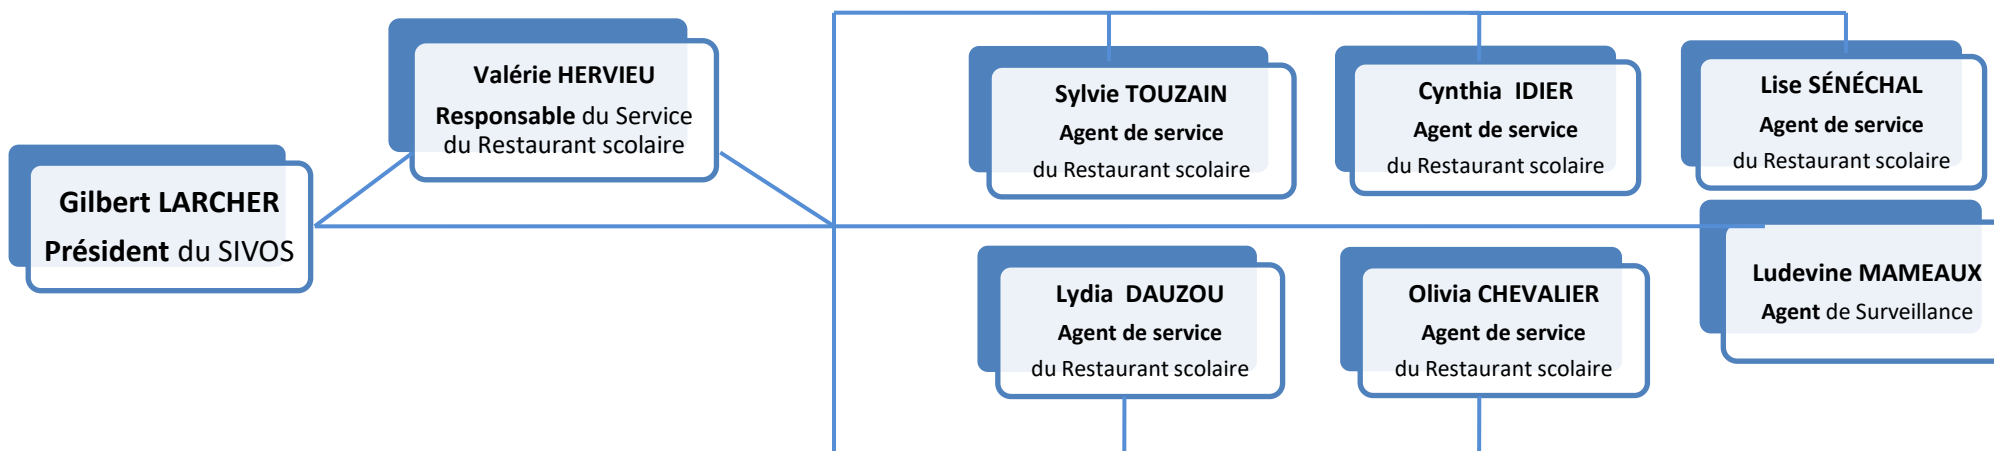 Valérie HERVIEU
Responsable du Service
du Restaurant scolaire
Gilbert LARCHER
Président du SIVOS
Sylvie TOUZAIN
Agent de service
du Restaurant scolaire
Cynthia IDIER
Agent de service
du Restaurant scolaire
Lise SÉNÉCHAL
Agent de service
du Restaurant scolaire
Lydia DAUZOU
Agent de service
du Restaurant scolaire
Olivia CHEVALIER
Agent de service
du Restaurant scolaire
Ludevine MAMEAUX
Agent de Surveillance